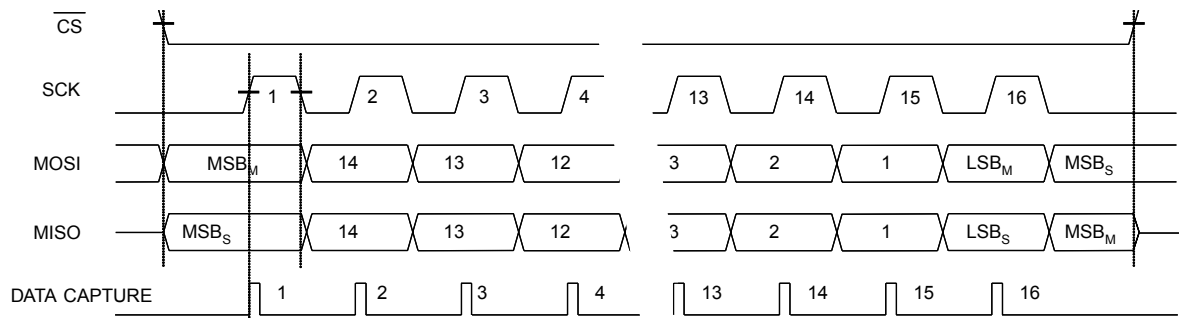 CS
SCK 1 2 3 4 13 14 15 16
MOSI MSB_M 14 13 12 3 2 1 LSB_M MSB_S
MISO MSB_S 14 13 12 3 2 1 LSB_S MSB_M
DATA CAPTURE 1 2 3 4 13 14 15 16